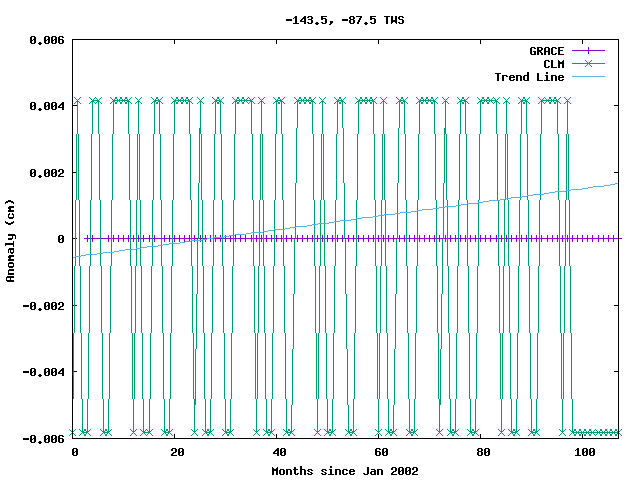 -143.5, -87.5 TWS
GRACE
CLM
Trend Line
0.006
0.004
0.002
0
-0.002
-0.004
-0.006
Anomaly (cm)
0 20 40 60 80 100
Months since Jan 2002